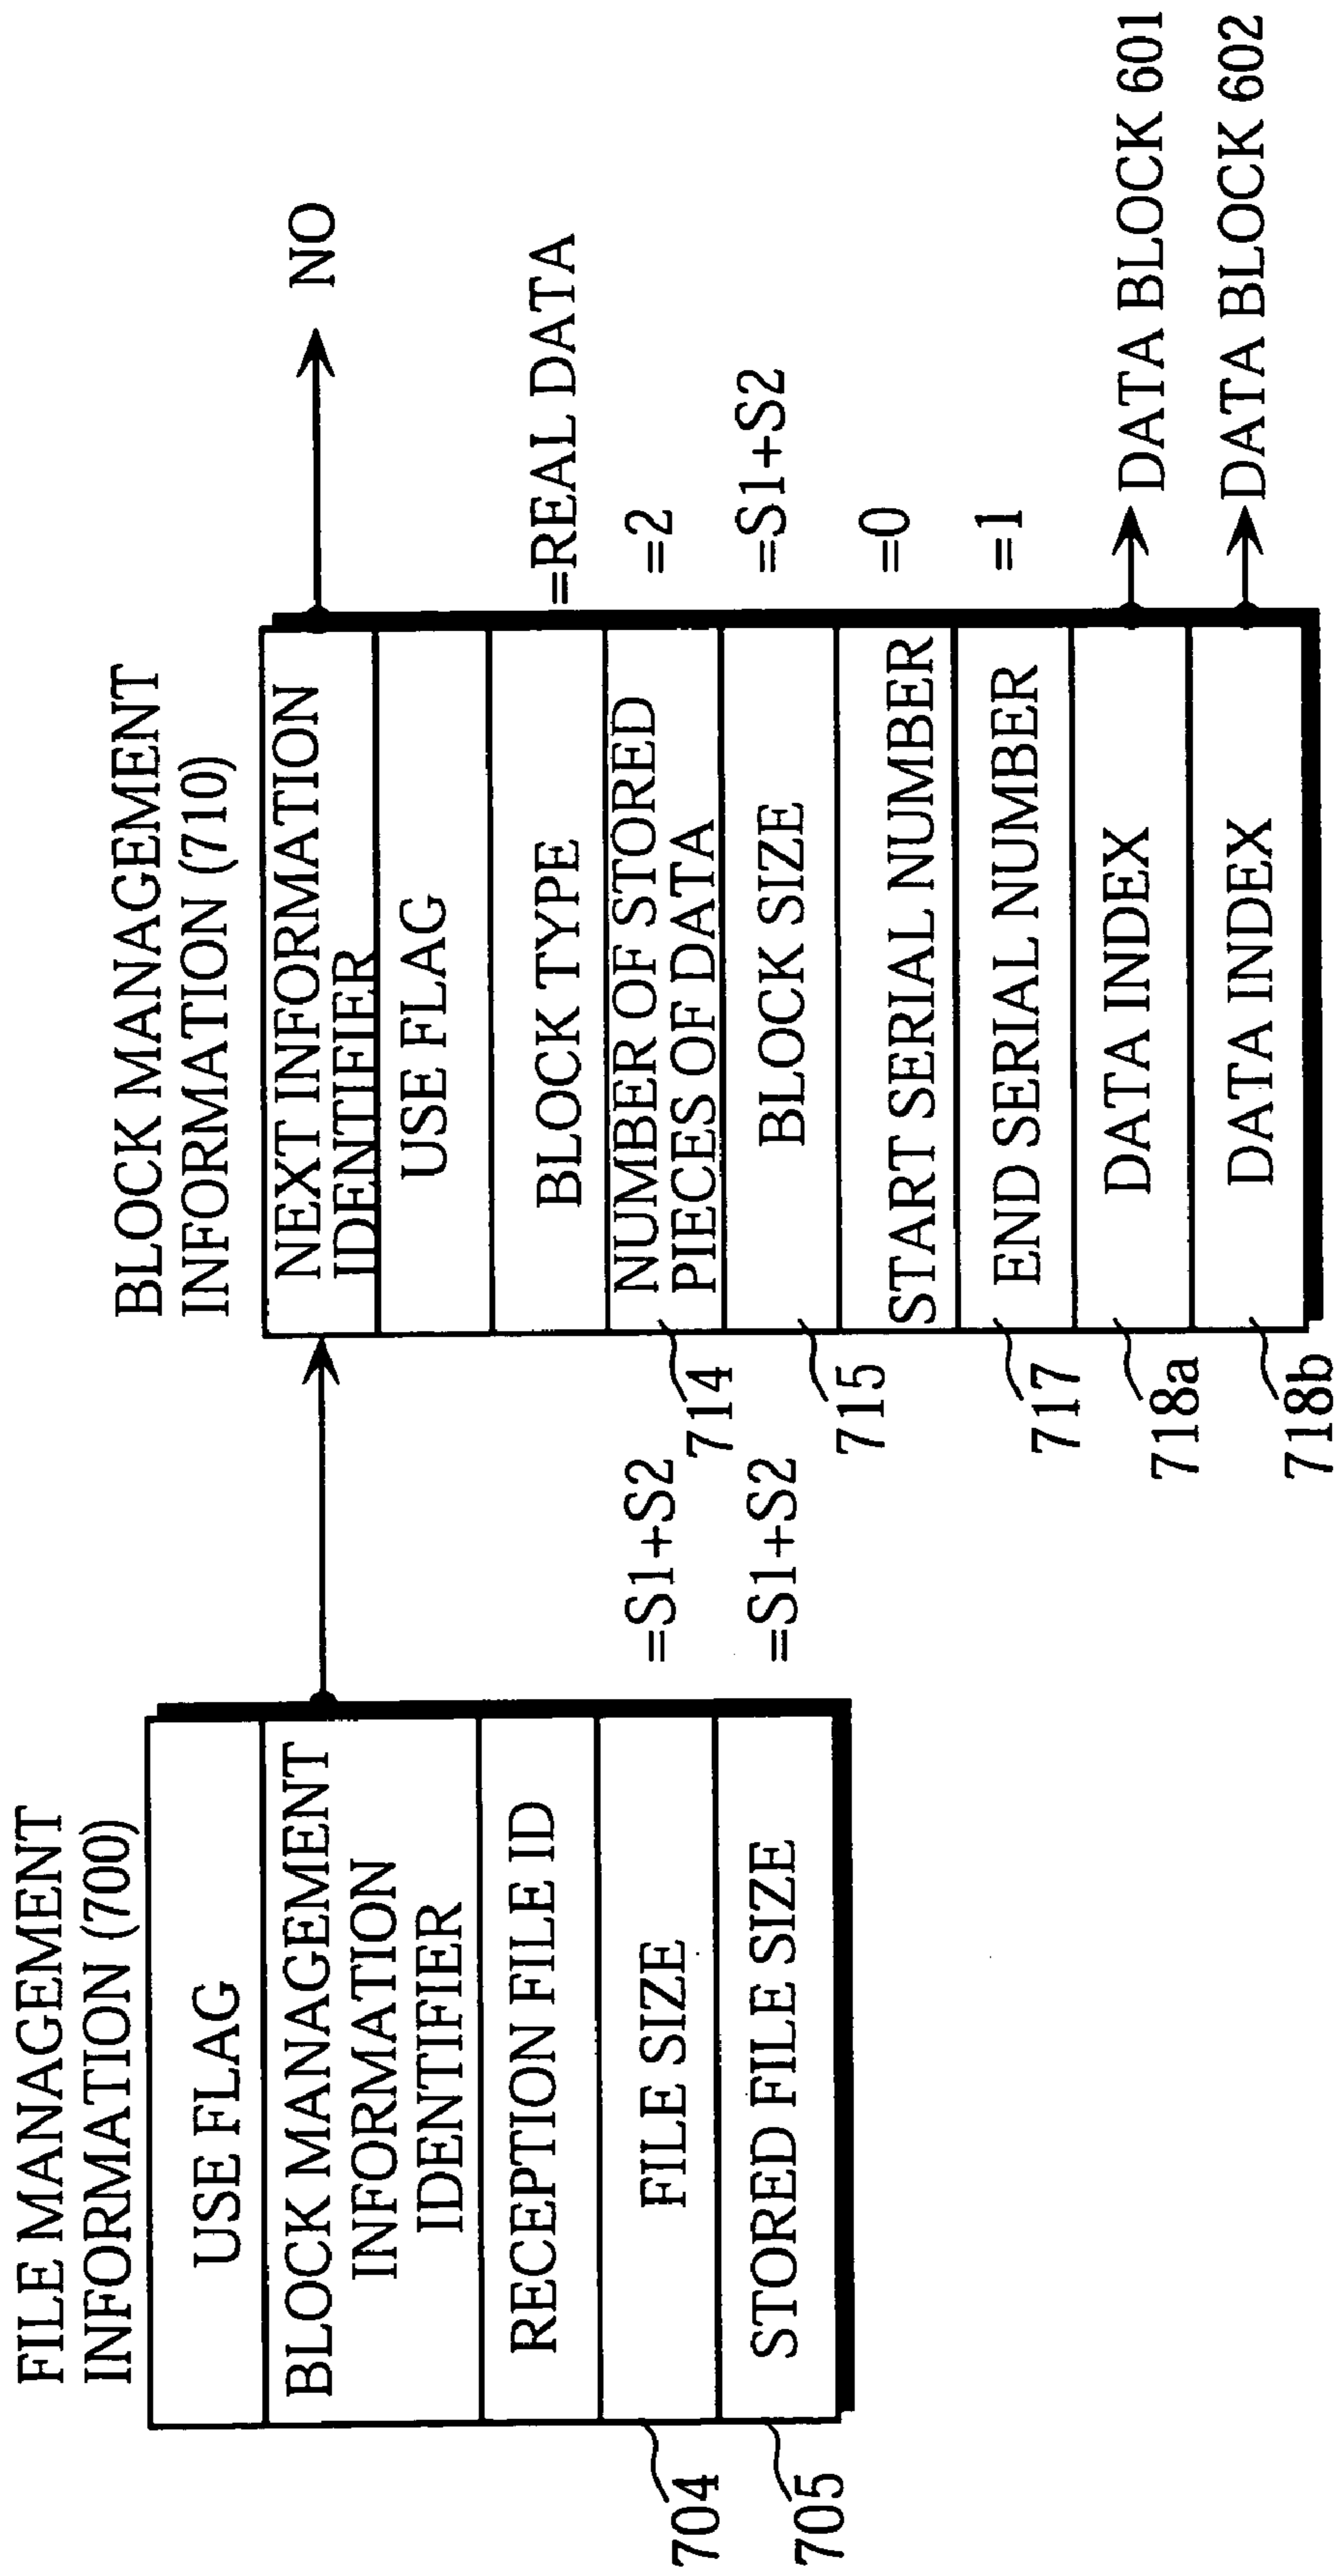 FILE MANAGEMENT
INFORMATION (700)
USE FLAG
BLOCK MANAGEMENT
INFORMATION
IDENTIFIER
RECEPTION FILE ID
704
FILE SIZE
=S1+S2
705
STORED FILE SIZE
=S1+S2
BLOCK MANAGEMENT
INFORMATION (710)
NEXT INFORMATION
IDENTIFIER
NO
USE FLAG
BLOCK TYPE
=REAL DATA
714
NUMBER OF STORED
PIECES OF DATA
=2
715
BLOCK SIZE
=S1+S2
START SERIAL NUMBER
=0
717
END SERIAL NUMBER
=1
718a
DATA INDEX
DATA BLOCK 601
718b
DATA INDEX
DATA BLOCK 602